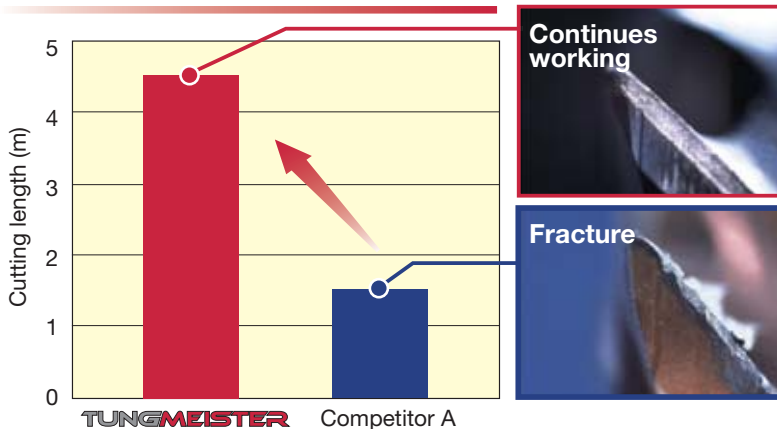 Cutting length (m)
5
4
3
2
1
0
TUNGMEISTER
Competitor A
Continues
working
Fracture